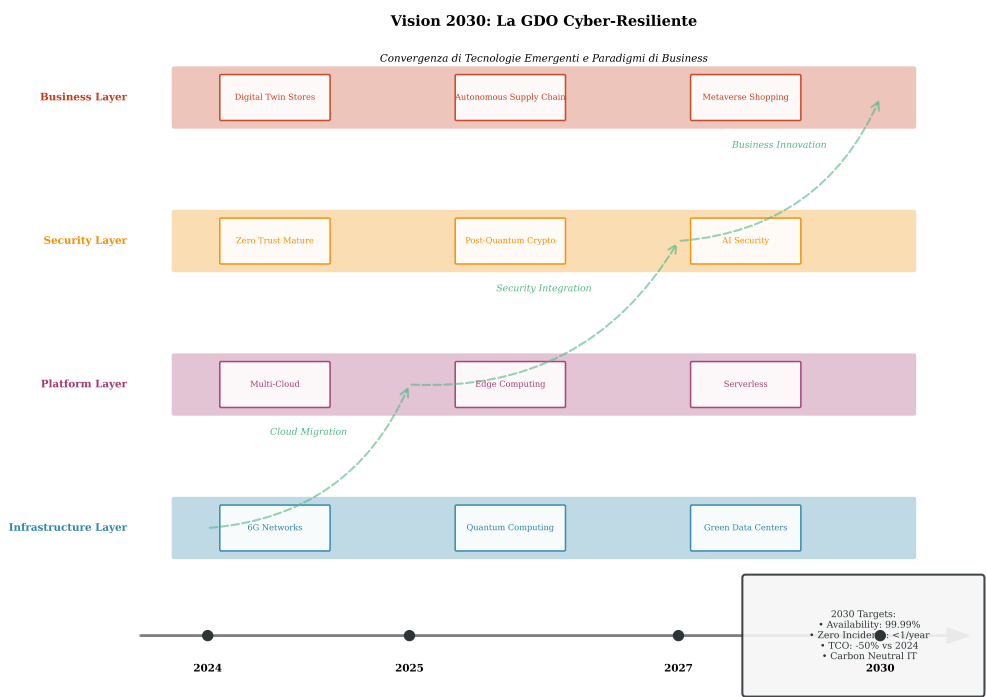 Vision 2030: La GDO Cyber-Resiliente
Convergenza di Tecnologie Emergenti e Paradigmi di Business
Business Layer
Digital Twin Stores
Autonomous Supply Chain
Metaverse Shopping
Business Innovation
Security Layer
Zero Trust Mature
Post-Quantum Crypto
AI Security
Security Integration
Platform Layer
Multi-Cloud
Edge Computing
Serverless
Cloud Migration
Infrastructure Layer
6G Networks
Quantum Computing
Green Data Centers
2030 Targets:
• Availability: 99.99%
• Zero Incidents: <1/year
• TCO: -50% vs 2024
• Carbon Neutral IT
2024
2025
2027
2030